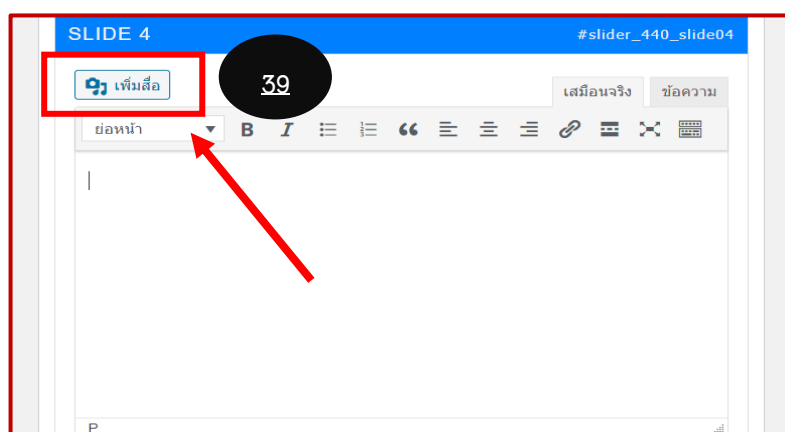 SLIDE 4 #slider_440_slide04
เพิ่มสื่อ
39
เสมือนจริง ข้อความ
ย่อหน้า B I
P